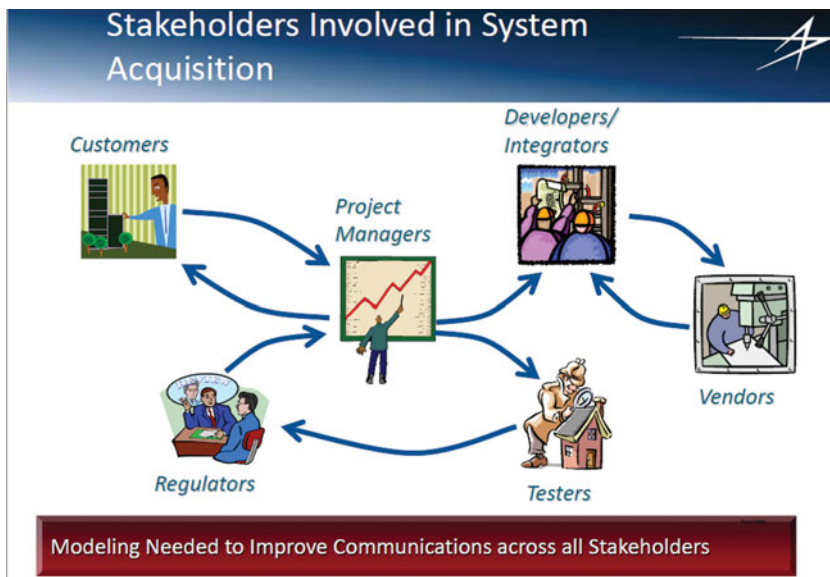 Stakeholders Involved in System
Acquisition
Customers
Developers/
Integrators
Project
Managers
Vendors
Regulators
Testers
Modeling Needed to Improve Communications across all Stakeholders